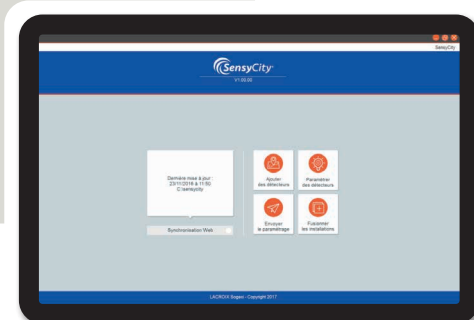 SensyCity
SensyCity
V1.00.00
Dernière mise à jour :
23/11/2016 à 11:50
C:\sensycity
Synchronisation Web
Ajouter
des détecteurs
Paramétrer
des détecteurs
Envoyer
le paramétrage
Fusionner
les installations
LACROIX Sogexi - Copyright 2017